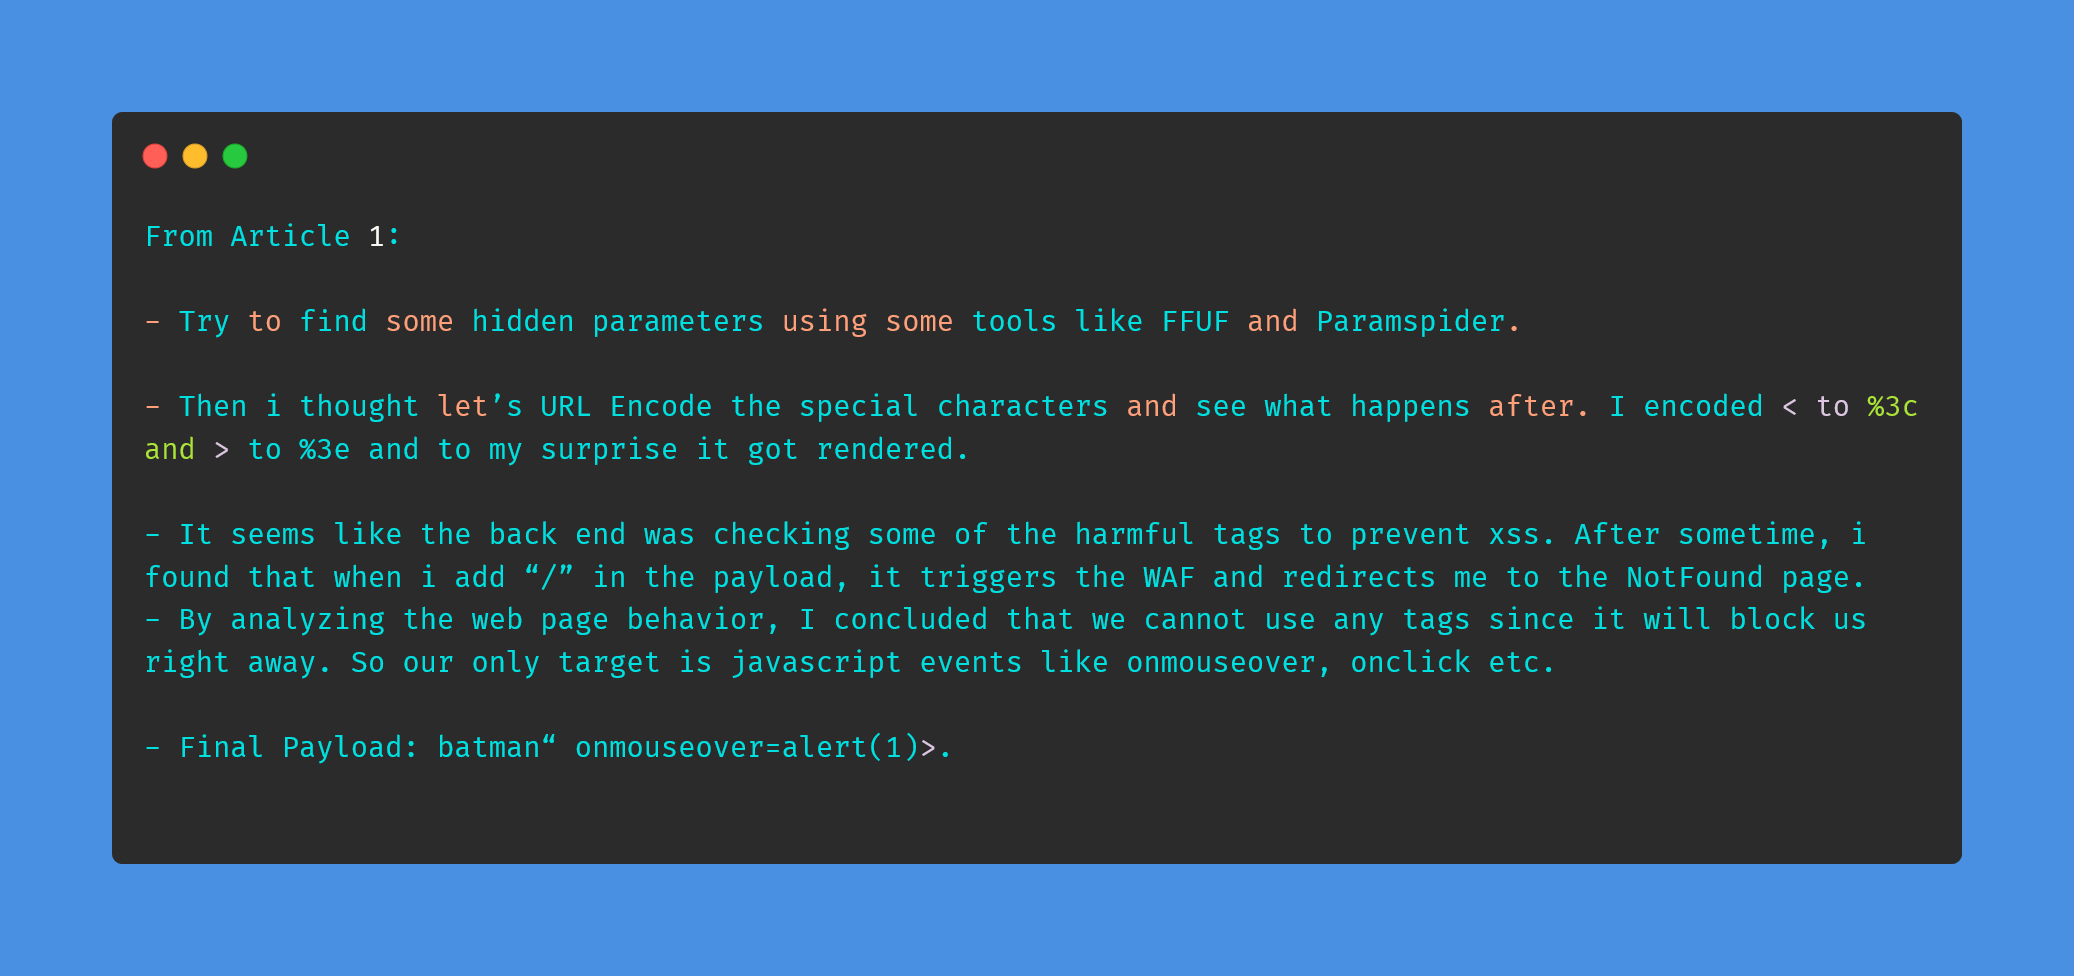 From Article 1:
- Try to find some hidden parameters using some tools like FFUF and Paramspider.
- Then i thought let’s URL Encode the special characters and see what happens after. I encoded < to %3c
and > to %3e and to my surprise it got rendered.
- It seems like the back end was checking some of the harmful tags to prevent xss. After sometime, i
found that when i add “/” in the payload, it triggers the WAF and redirects me to the NotFound page.
- By analyzing the web page behavior, I concluded that we cannot use any tags since it will block us
right away. So our only target is javascript events like onmouseover, onclick etc.
- Final Payload: batman“ onmouseover=alert(1)>.